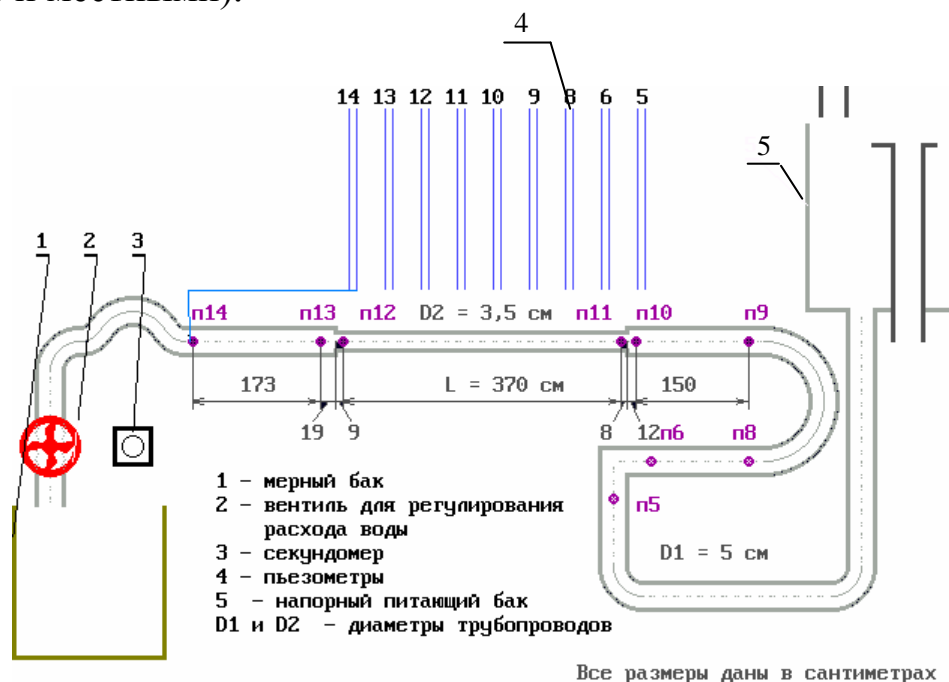 4
14 13 12 11 10 9 8 6 5
5
1 2 3
п14 п13 п12 D2 = 3,5 см п11 п10 п9
173 L = 370 см 150
19 9 8 12 п6 п8
п5
1 – мерный бак
2 – вентиль для регулирования
расхода воды
3 – секундомер
4 – пьезометры
5 – напорный питающий бак
D1 и D2 – диаметры трубопроводов
D1 = 5 см
Все размеры даны в сантиметрах